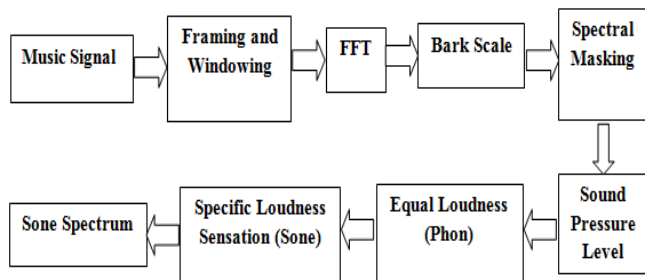 Music Signal
Framing and
Windowing
FFT
Bark Scale
Spectral
Masking
Sound
Pressure
Level
Equal Loudness
(Phon)
Specific Loudness
Sensation (Sone)
Sone Spectrum